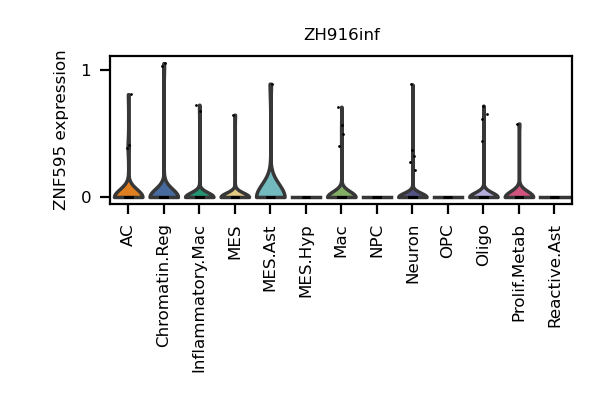 ZH916inf
ZNF595 expression
1
0
AC
Chromatin.Reg
Inflammatory.Mac
MES
MES.Ast
MES.Hyp
Mac
NPC
Neuron
OPC
Oligo
Prolif.Metab
Reactive.Ast